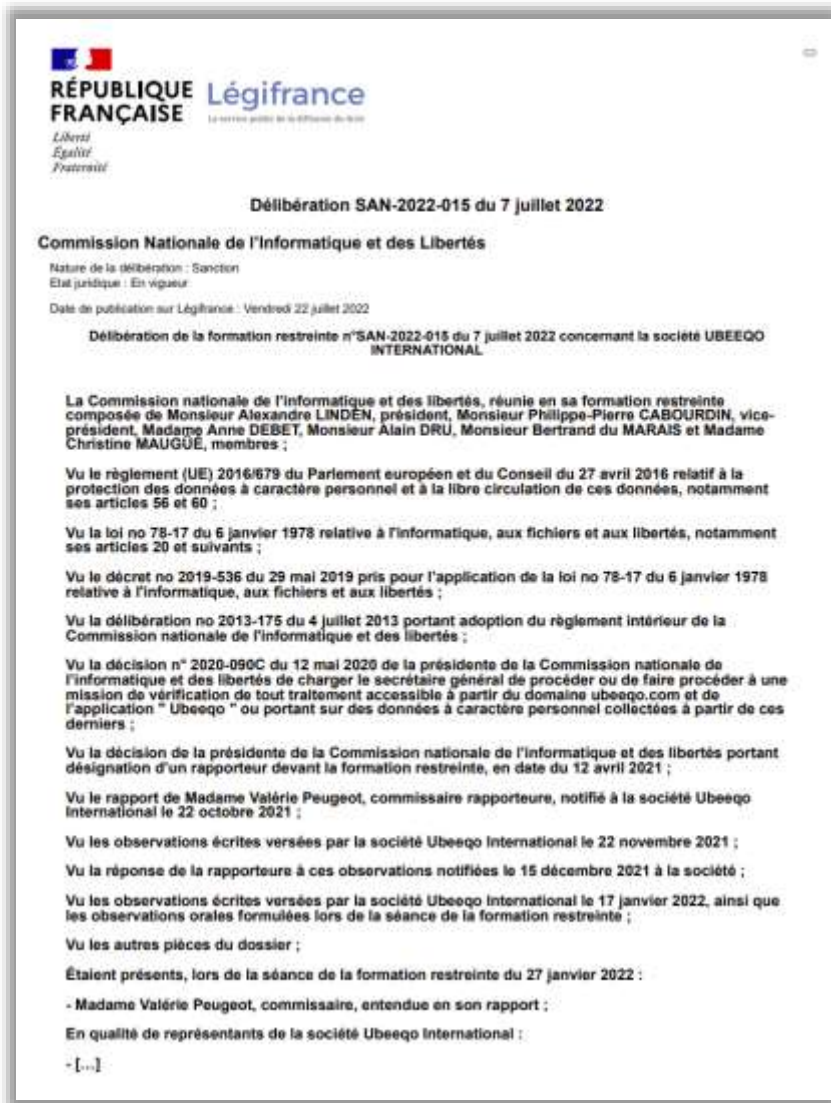 RÉPUBLIQUE
FRANÇAISE
Liberté
Égalité
Fraternité
Légifrance
Le service public de la diffusion du droit
Délibération SAN-2022-015 du 7 juillet 2022
Commission Nationale de l'Informatique et des Libertés
Nature de la délibération : Sanction
Etat juridique : En vigueur
Date de publication sur Légifrance : Vendredi 22 juillet 2022
Délibération de la formation restreinte n°SAN-2022-015 du 7 juillet 2022 concernant la société UBEEQO
INTERNATIONAL
La Commission nationale de l'informatique et des libertés, réunie en sa formation restreinte
composée de Monsieur Alexandre LINDEN, président, Monsieur Philippe-Pierre CABOURDIN, vice-
président, Madame Anne DEBET, Monsieur Alain DRU, Monsieur Bertrand du MARAIS et Madame
Christine MAUGÜÉ, membres ;
Vu le règlement (UE) 2016/679 du Parlement européen et du Conseil du 27 avril 2016 relatif à la
protection des données à caractère personnel et à la libre circulation de ces données, notamment
ses articles 56 et 60 ;
Vu la loi no 78-17 du 6 janvier 1978 relative à l'informatique, aux fichiers et aux libertés, notamment
ses articles 20 et suivants ;
Vu le décret no 2019-536 du 29 mai 2019 pris pour l'application de la loi no 78-17 du 6 janvier 1978
relative à l'informatique, aux fichiers et aux libertés ;
Vu la délibération no 2013-175 du 4 juillet 2013 portant adoption du règlement intérieur de la
Commission nationale de l'informatique et des libertés ;
Vu la décision n° 2020-090C du 12 mai 2020 de la présidente de la Commission nationale de
l'informatique et des libertés de charger le secrétaire général de procéder ou de faire procéder à une
mission de vérification de tout traitement accessible à partir du domaine ubeeqo.com et de
l'application " Ubeeqo " ou portant sur des données à caractère personnel collectées à partir de ces
derniers ;
Vu la décision de la présidente de la Commission nationale de l'informatique et des libertés portant
désignation d'un rapporteur devant la formation restreinte, en date du 12 avril 2021 ;
Vu le rapport de Madame Valérie Peugeot, commissaire rapporteure, notifié à la société Ubeeqo
International le 22 octobre 2021 ;
Vu les observations écrites versées par la société Ubeeqo International le 22 novembre 2021 ;
Vu la réponse de la rapporteure à ces observations notifiées le 15 décembre 2021 à la société ;
Vu les observations écrites versées par la société Ubeeqo International le 17 janvier 2022, ainsi que
les observations orales formulées lors de la séance de la formation restreinte ;
Vu les autres pièces du dossier ;
Étaient présents, lors de la séance de la formation restreinte du 27 janvier 2022 :
- Madame Valérie Peugeot, commissaire, entendue en son rapport ;
En qualité de représentants de la société Ubeeqo International :
- [...]